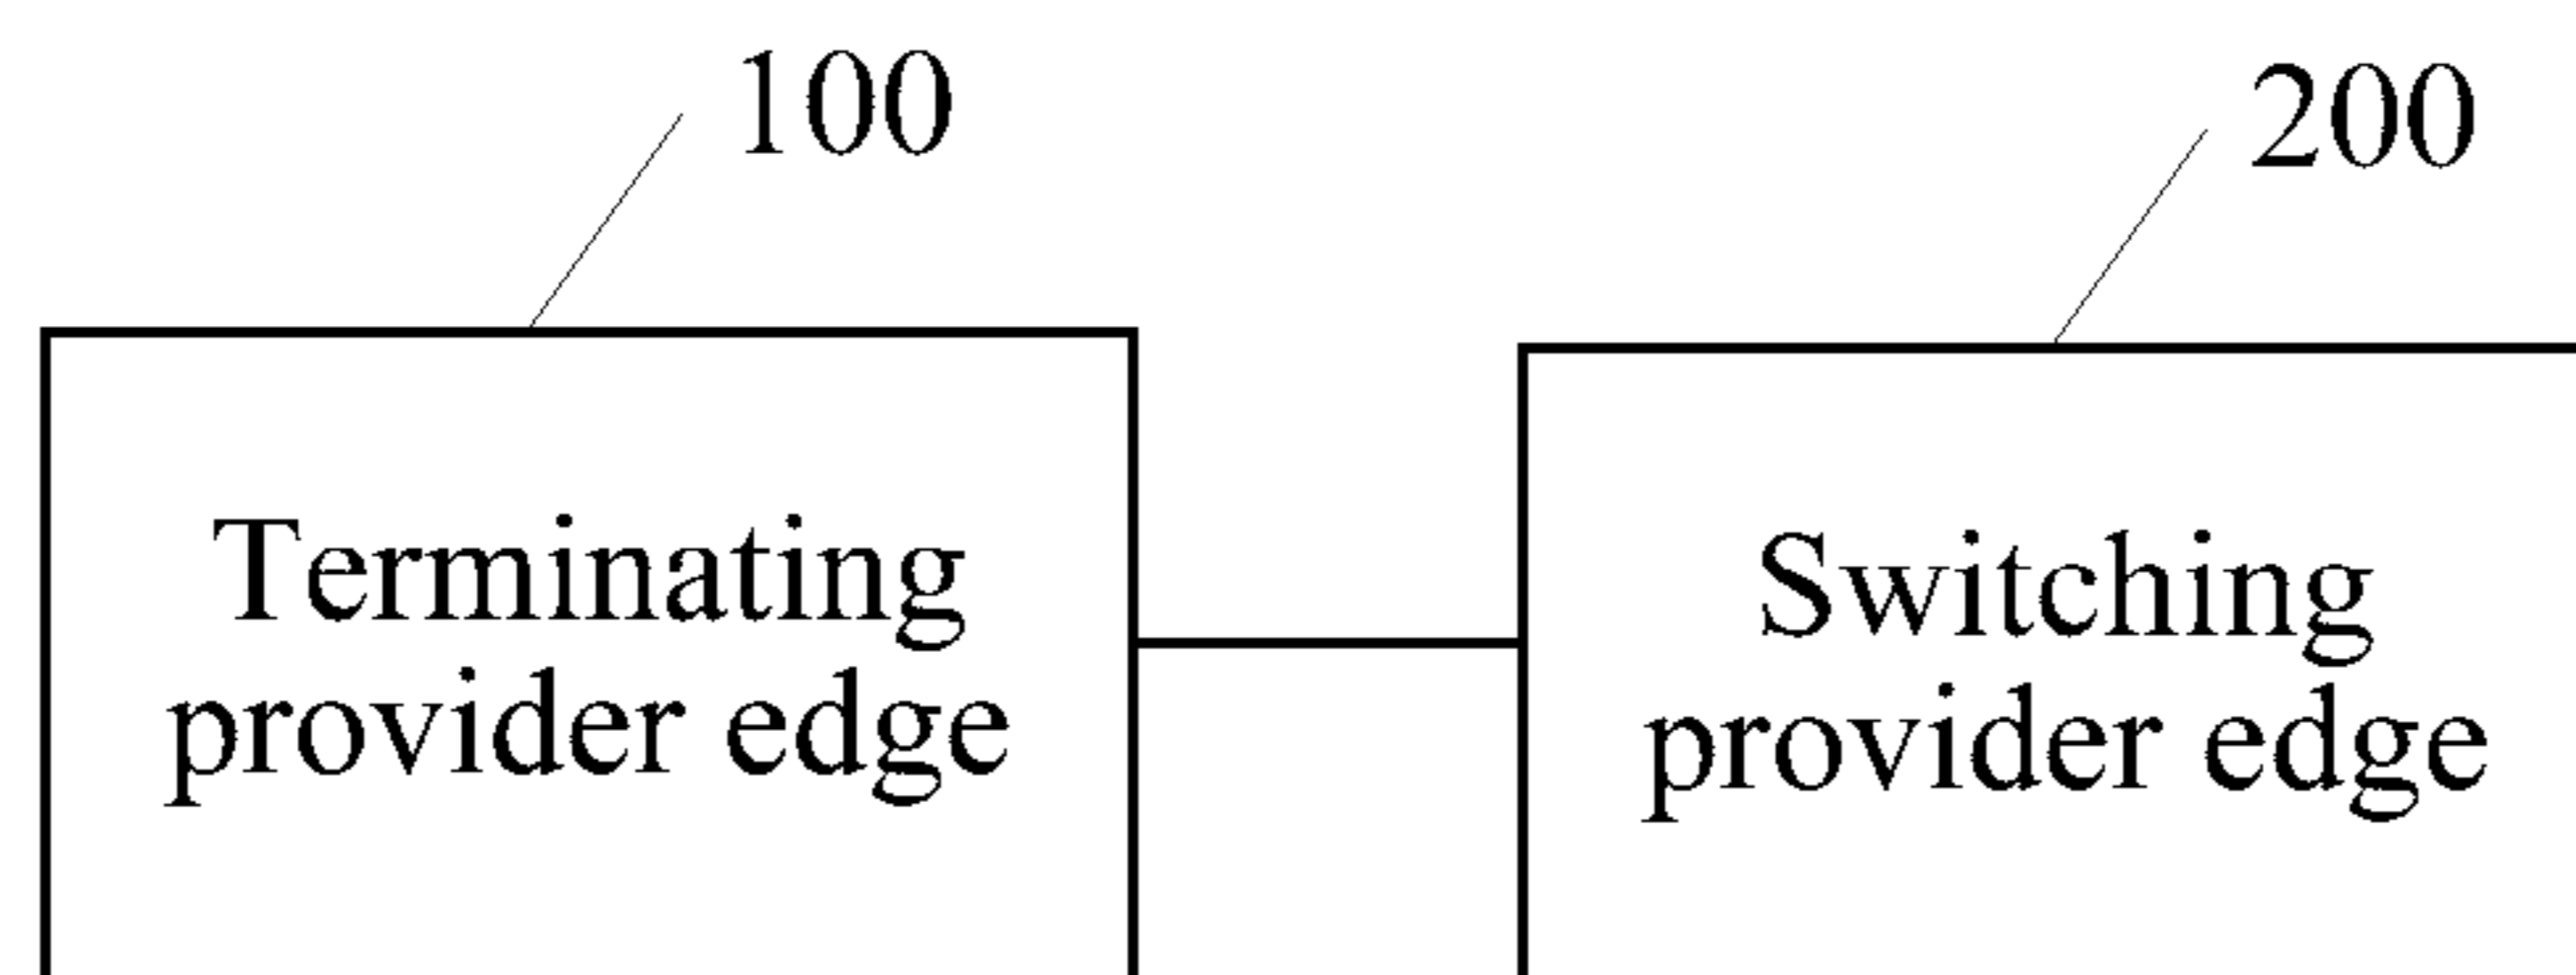 100
200
Terminating
provider edge
Switching
provider edge